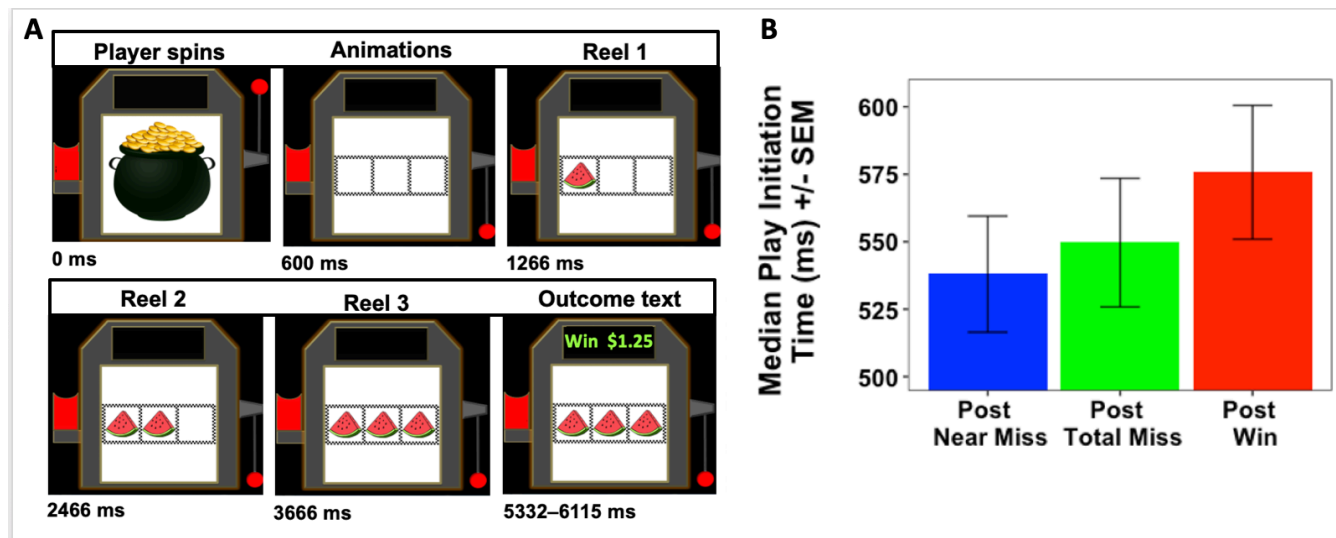 A
Player spins
Animations
Reel 1
0 ms
600 ms
1266 ms
Reel 2
Reel 3
Outcome text
Win $1.25
2466 ms
3666 ms
5332–6115 ms
B
Median Play Initiation
Time (ms) +/- SEM
600
575
550
525
500
Post
Near Miss
Post
Total Miss
Post
Win